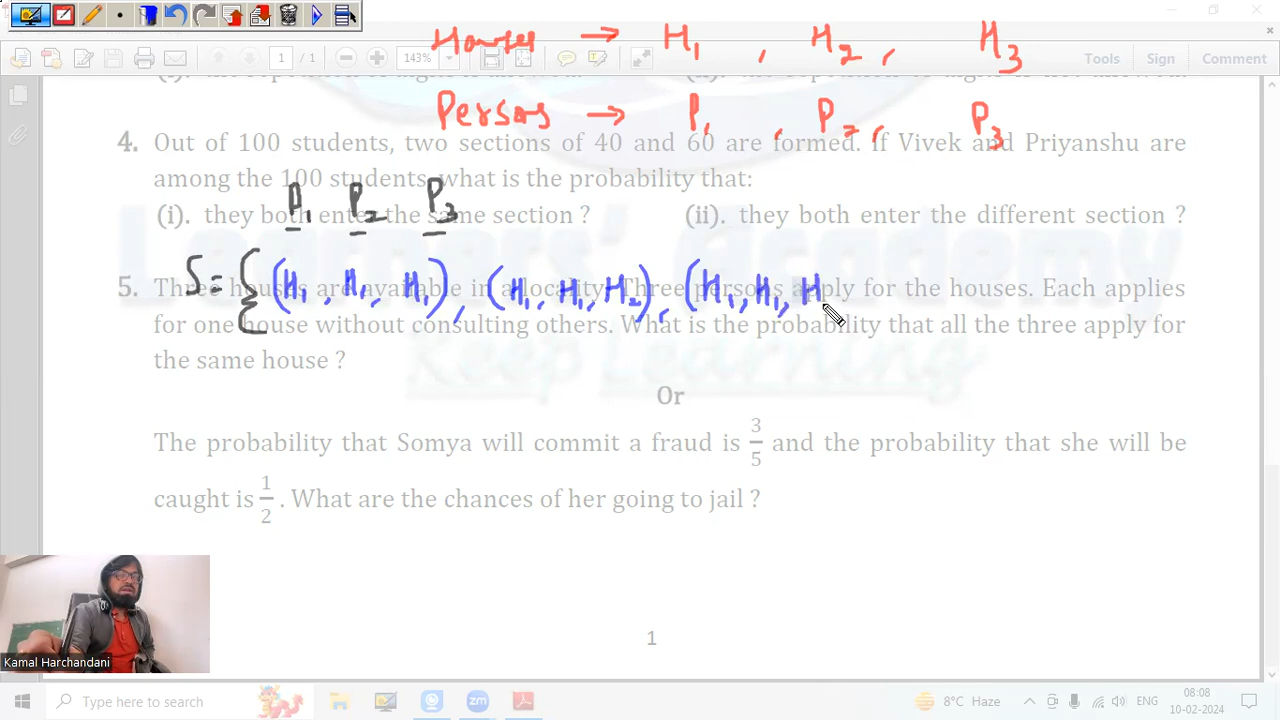 Houses → H1 , H2 , H3
1 / 1
143%
Tools
Sign
Comment
Persons → P1 , P2 , P3
4. Out of 100 students, two sections of 40 and 60 are formed. If Vivek and Priyanshu are
among the 100 students, what is the probability that:
P1 P2 P3
(i). they both enter the same section ?
(ii). they both enter the different section ?
S = { (H1, H1, H1), (H1, H1, H2), (H1, H1, H
5. Three houses are available in a locality. Three persons apply for the houses. Each applies
for one house without consulting others. What is the probability that all the three apply for
the same house ?
Keep Learning
Or
The probability that Somya will commit a fraud is 3/5 and the probability that she will be
caught is 1/2 . What are the chances of her going to jail ?
1
Kamal Harchandani
Type here to search
zm
8°C Haze
ENG
08:08
10-02-2024